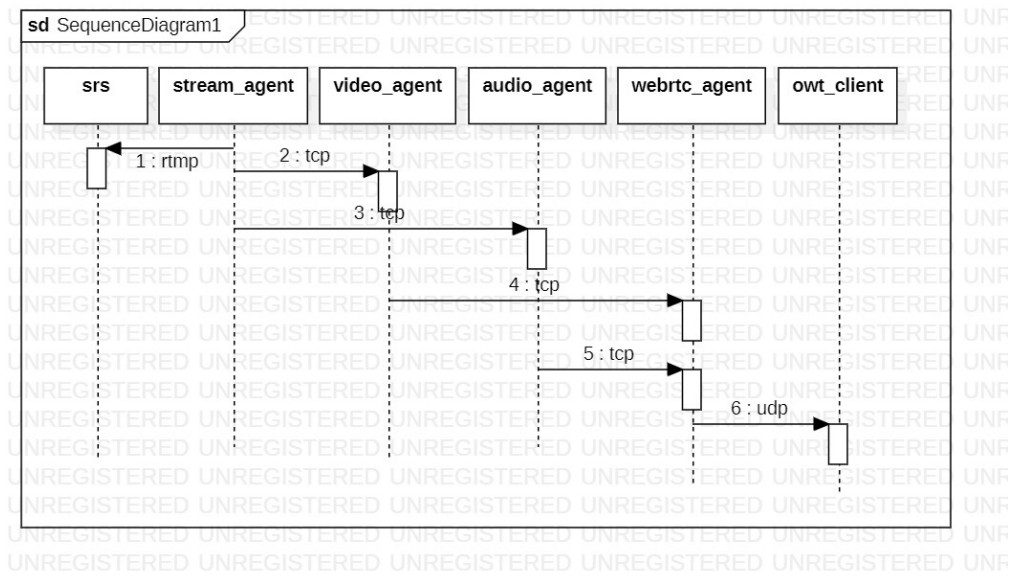 sd SequenceDiagram1
srs stream_agent video_agent audio_agent webrtc_agent owt_client
1 : rtmp
2 : tcp
3 : tcp
4 : tcp
5 : tcp
6 : udp
UNREGISTERED